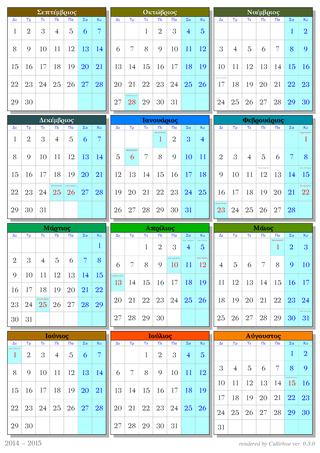 Σεπτέμβριος
Δε Τρ Τε Πε Πα Σα Κυ
1 2 3 4 5 6 7
8 9 10 11 12 13 14
15 16 17 18 19 20 21
22 23 24 25 26 27 28
29 30
Οκτώβριος
Δε Τρ Τε Πε Πα Σα Κυ
1 2 3 4 5
6 7 8 9 10 11 12
13 14 15 16 17 18 19
20 21 22 23 24 25 26
27 28 29 30 31
Νοέμβριος
Δε Τρ Τε Πε Πα Σα Κυ
1 2
3 4 5 6 7 8 9
10 11 12 13 14 15 16
17 18 19 20 21 22 23
24 25 26 27 28 29 30
Δεκέμβριος
Δε Τρ Τε Πε Πα Σα Κυ
1 2 3 4 5 6 7
8 9 10 11 12 13 14
15 16 17 18 19 20 21
22 23 24 25 26 27 28
29 30 31
Ιανουάριος
Δε Τρ Τε Πε Πα Σα Κυ
1 2 3 4
5 6 7 8 9 10 11
12 13 14 15 16 17 18
19 20 21 22 23 24 25
26 27 28 29 30 31
Φεβρουάριος
Δε Τρ Τε Πε Πα Σα Κυ
1
2 3 4 5 6 7 8
9 10 11 12 13 14 15
16 17 18 19 20 21 22
23 24 25 26 27 28
Μάρτιος
Δε Τρ Τε Πε Πα Σα Κυ
1
2 3 4 5 6 7 8
9 10 11 12 13 14 15
16 17 18 19 20 21 22
23 24 25 26 27 28 29
30 31
Απρίλιος
Δε Τρ Τε Πε Πα Σα Κυ
1 2 3 4 5
6 7 8 9 10 11 12
13 14 15 16 17 18 19
20 21 22 23 24 25 26
27 28 29 30
Μάιος
Δε Τρ Τε Πε Πα Σα Κυ
1 2 3
4 5 6 7 8 9 10
11 12 13 14 15 16 17
18 19 20 21 22 23 24
25 26 27 28 29 30 31
Ιούνιος
Δε Τρ Τε Πε Πα Σα Κυ
1 2 3 4 5 6 7
8 9 10 11 12 13 14
15 16 17 18 19 20 21
22 23 24 25 26 27 28
29 30
Ιούλιος
Δε Τρ Τε Πε Πα Σα Κυ
1 2 3 4 5
6 7 8 9 10 11 12
13 14 15 16 17 18 19
20 21 22 23 24 25 26
27 28 29 30 31
Αύγουστος
Δε Τρ Τε Πε Πα Σα Κυ
1 2
3 4 5 6 7 8 9
10 11 12 13 14 15 16
17 18 19 20 21 22 23
24 25 26 27 28 29 30
31
2014 – 2015
rendered by Callirhoe ver. 0.3.0